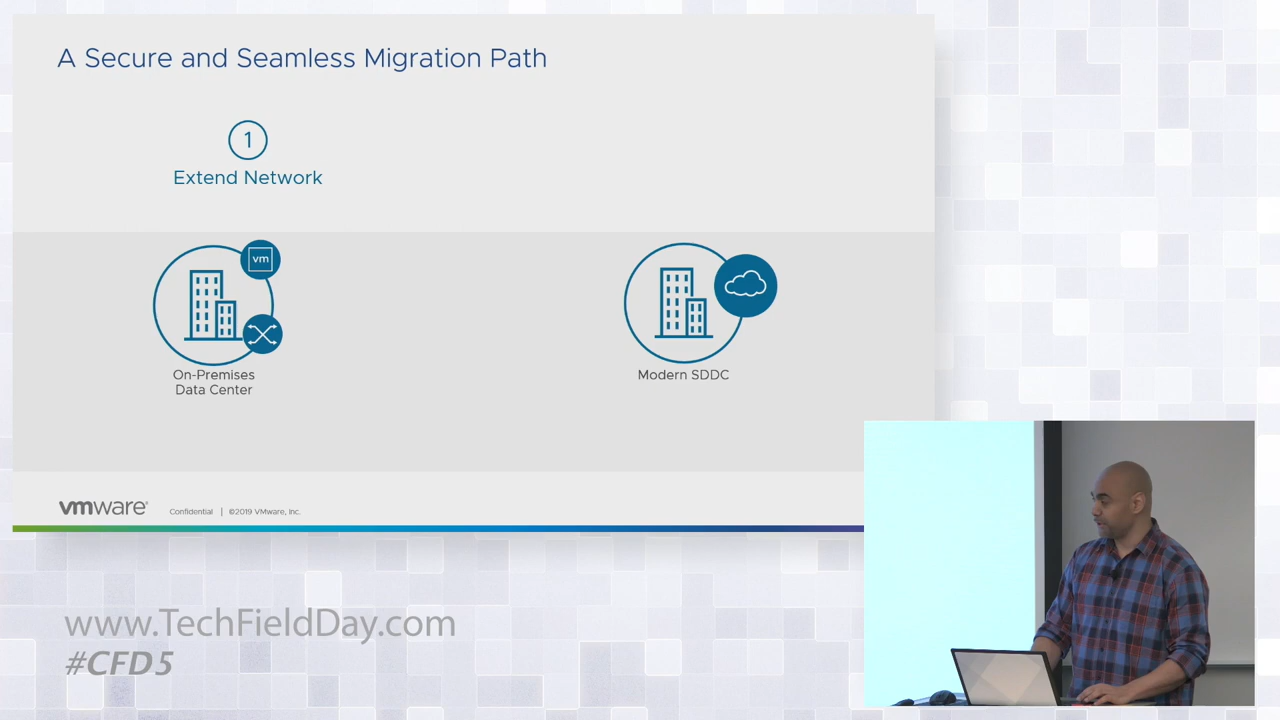 A Secure and Seamless Migration Path
1
Extend Network
vm
On-Premises
Data Center
Modern SDDC
vmware®
Confidential | ©2019 VMware, Inc.
www.TechFieldDay.com
#CFD5